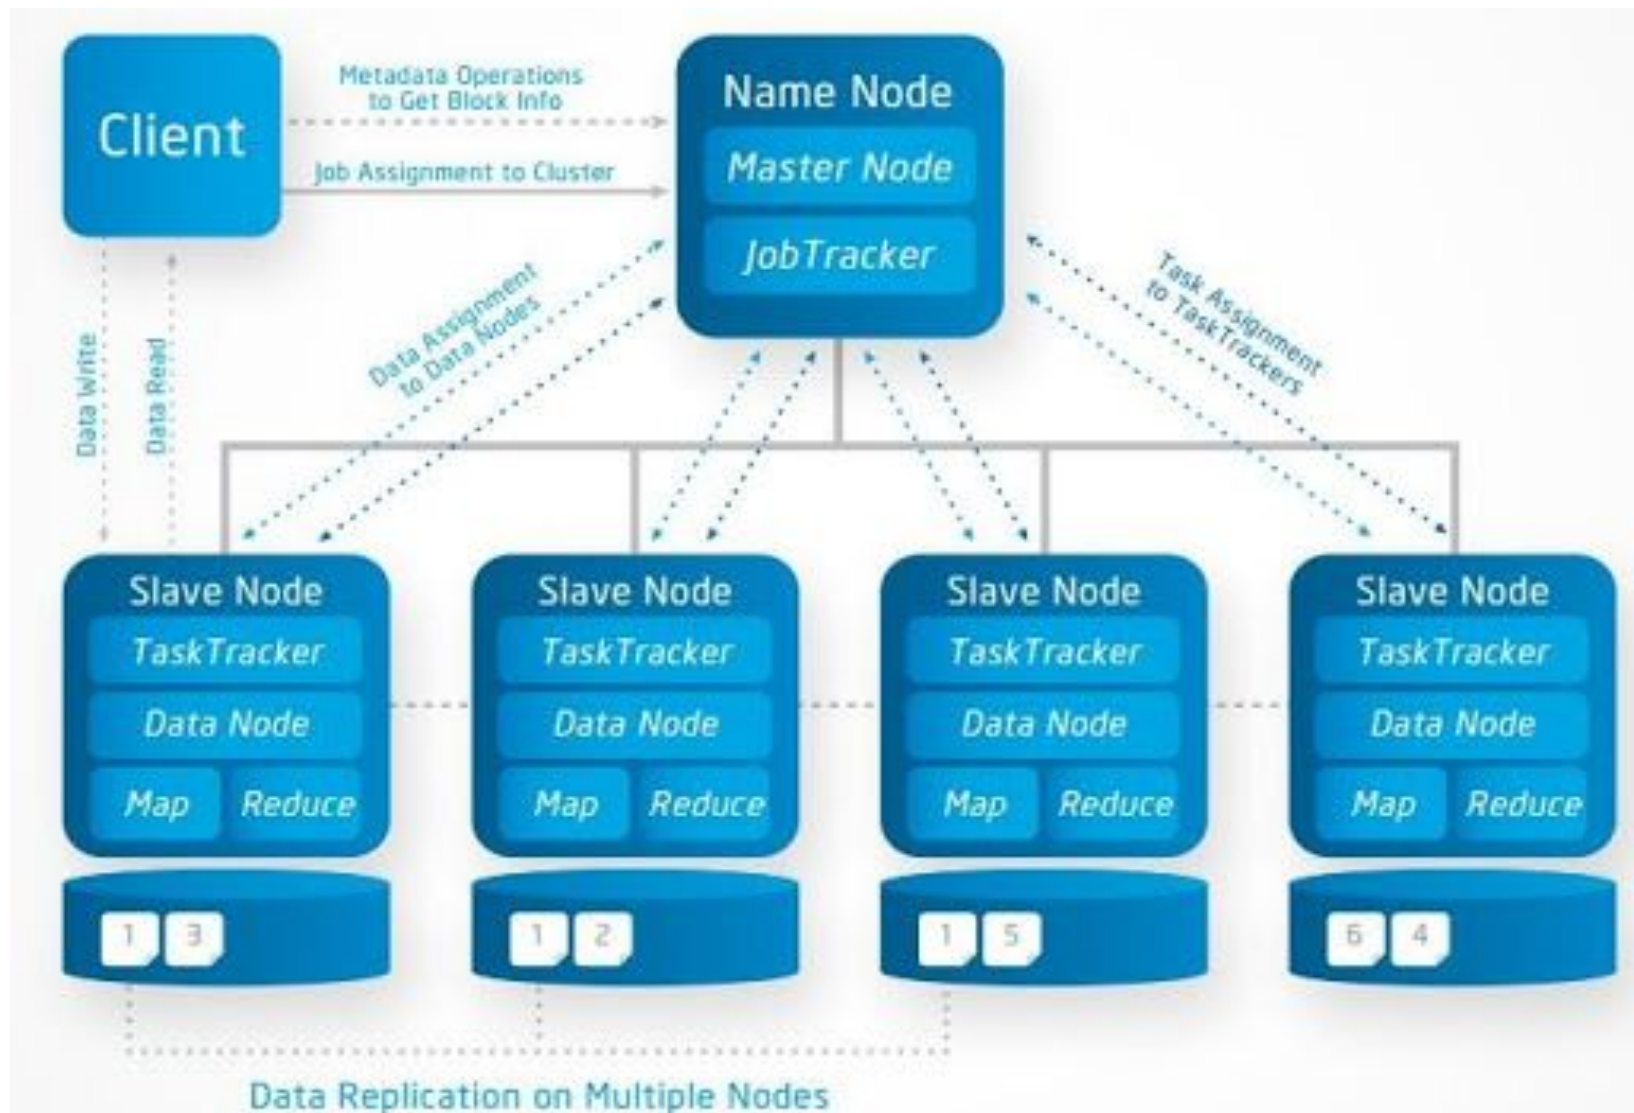 Client
Metadata Operations
to Get Block Info
Job Assignment to Cluster
Name Node
Master Node
JobTracker
Data Write
Data Read
Data Assignment
to Data Nodes
Task Assignment
to TaskTrackers
Slave Node
TaskTracker
Data Node
Map Reduce
1 3
Slave Node
TaskTracker
Data Node
Map Reduce
1 2
Slave Node
TaskTracker
Data Node
Map Reduce
1 5
Slave Node
TaskTracker
Data Node
Map Reduce
6 4
Data Replication on Multiple Nodes